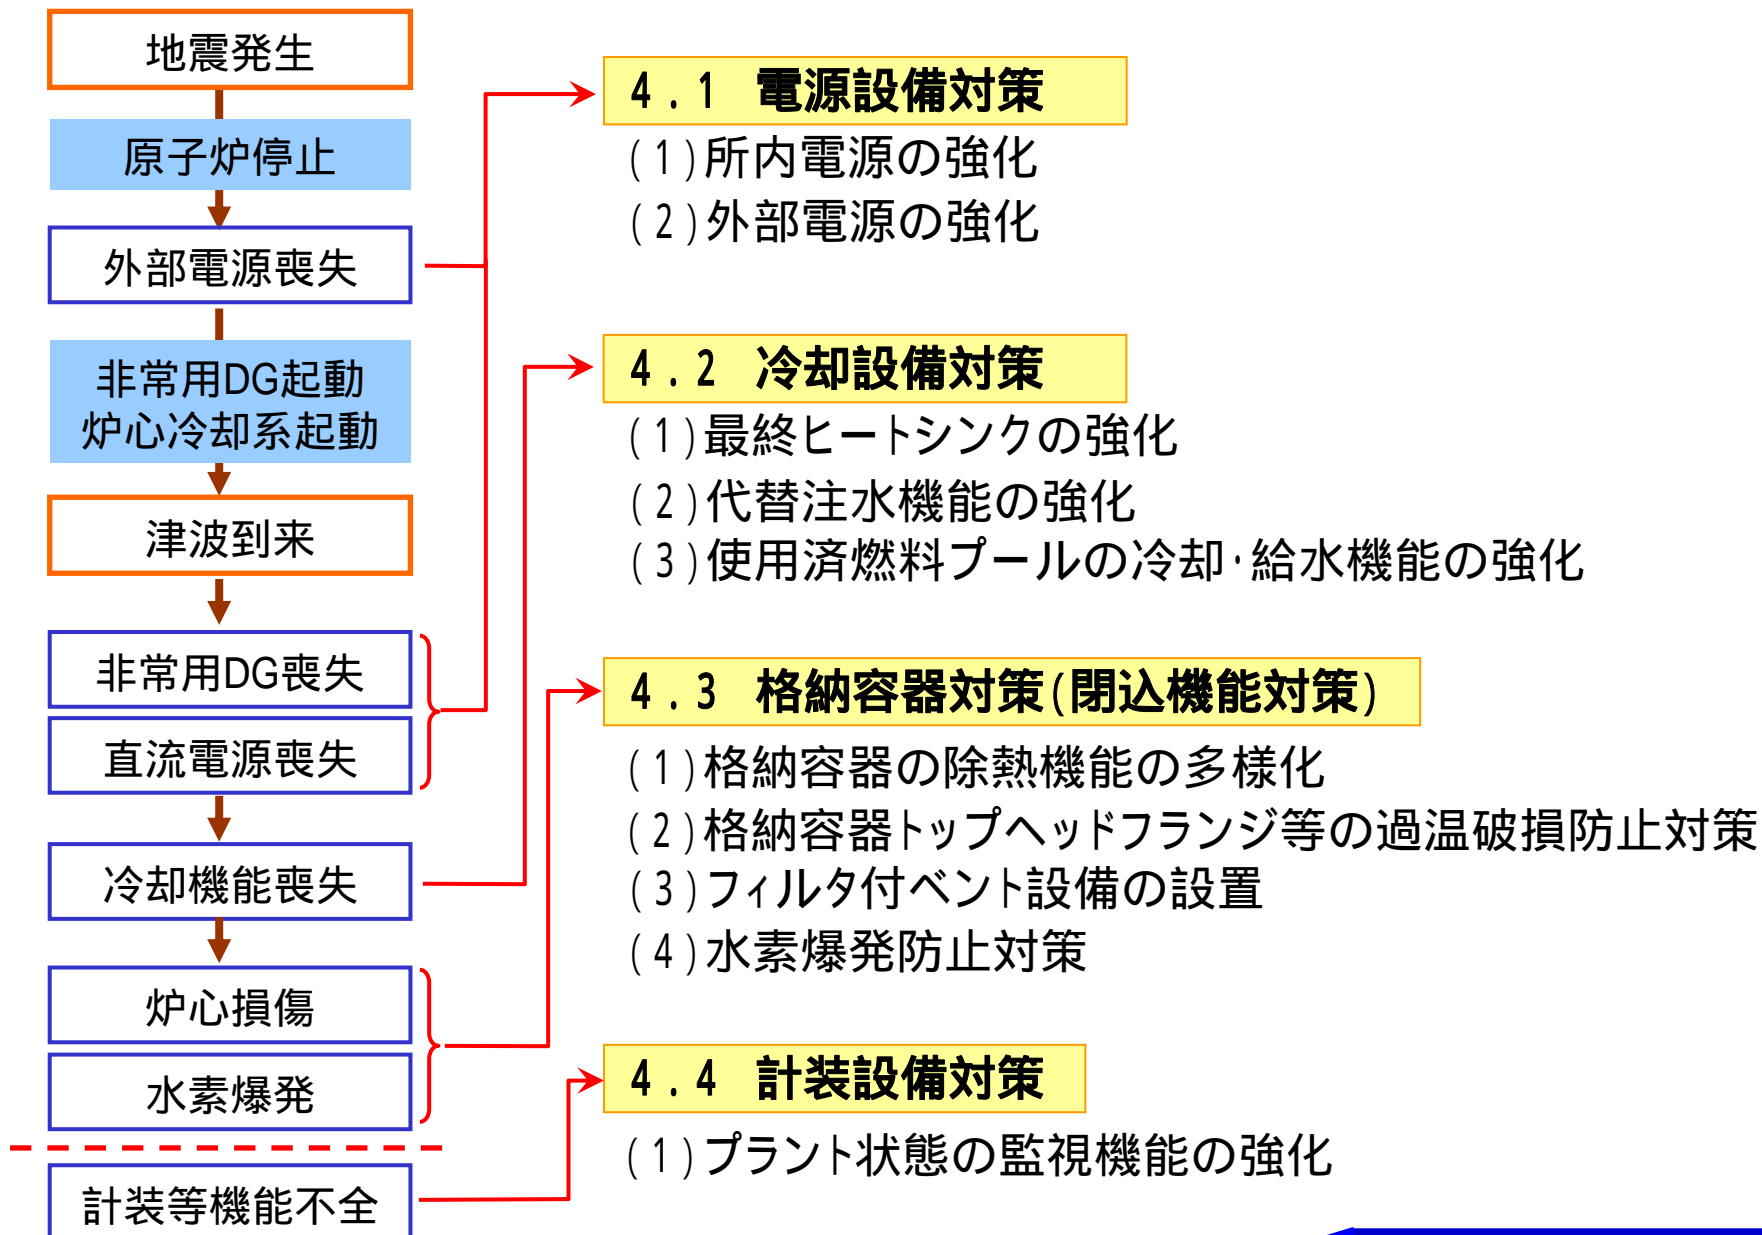 地震発生
原子炉停止
外部電源喪失
非常用DG起動
炉心冷却系起動
津波到来
非常用DG喪失
直流電源喪失
冷却機能喪失
炉心損傷
水素爆発
計装等機能不全
4.1 電源設備対策
(1)所内電源の強化
(2)外部電源の強化
4.2 冷却設備対策
(1)最終ヒートシンクの強化
(2)代替注水機能の強化
(3)使用済燃料プールの冷却・給水機能の強化
4.3 格納容器対策(閉込機能対策)
(1)格納容器の除熱機能の多様化
(2)格納容器トップヘッドフランジ等の過温破損防止対策
(3)フィルタ付ベント設備の設置
(4)水素爆発防止対策
4.4 計装設備対策
(1)プラント状態の監視機能の強化